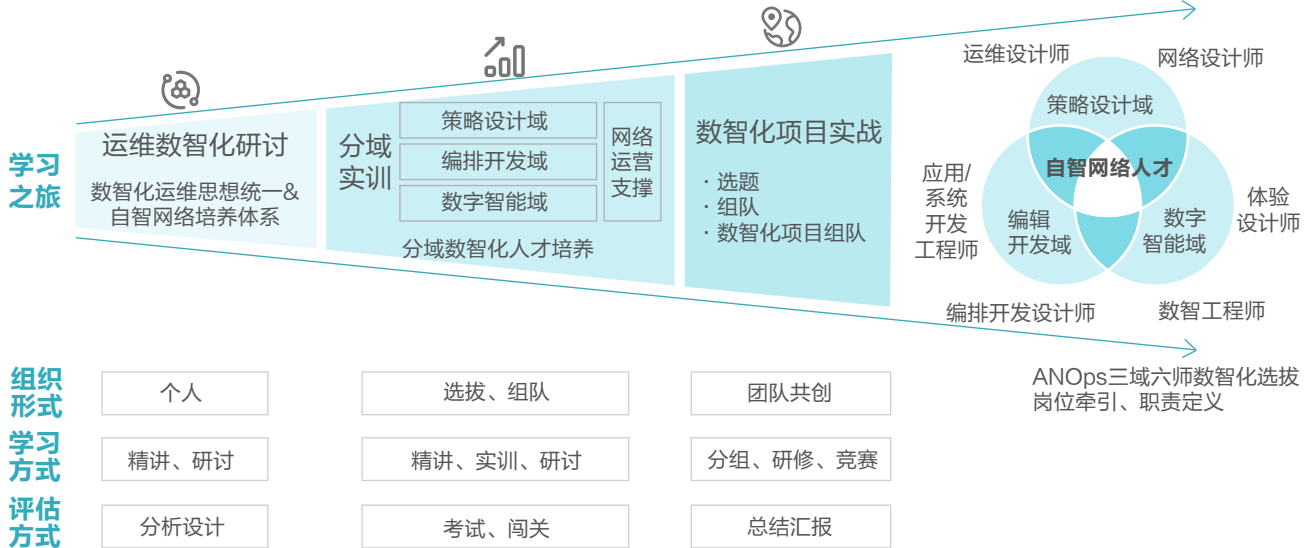 学习
之旅
运维数智化研讨
数智化运维思想统一&
自智网络培养体系
分域
实训
策略设计域
编排开发域
数字智能域
网络
运营
支撑
分域数智化人才培养
数智化项目实战
· 选题
· 组队
· 数智化项目组队
运维设计师
网络设计师
策略设计域
自智网络人才
应用/
系统
开发
工程师
编辑
开发域
数字
智能域
体验
设计师
编排开发设计师
数智工程师
ANOps三域六师数智化选拔
岗位牵引、职责定义
组织
形式
个人
选拔、组队
团队共创
学习
方式
精讲、研讨
精讲、实训、研讨
分组、研修、竞赛
评估
方式
分析设计
考试、闯关
总结汇报